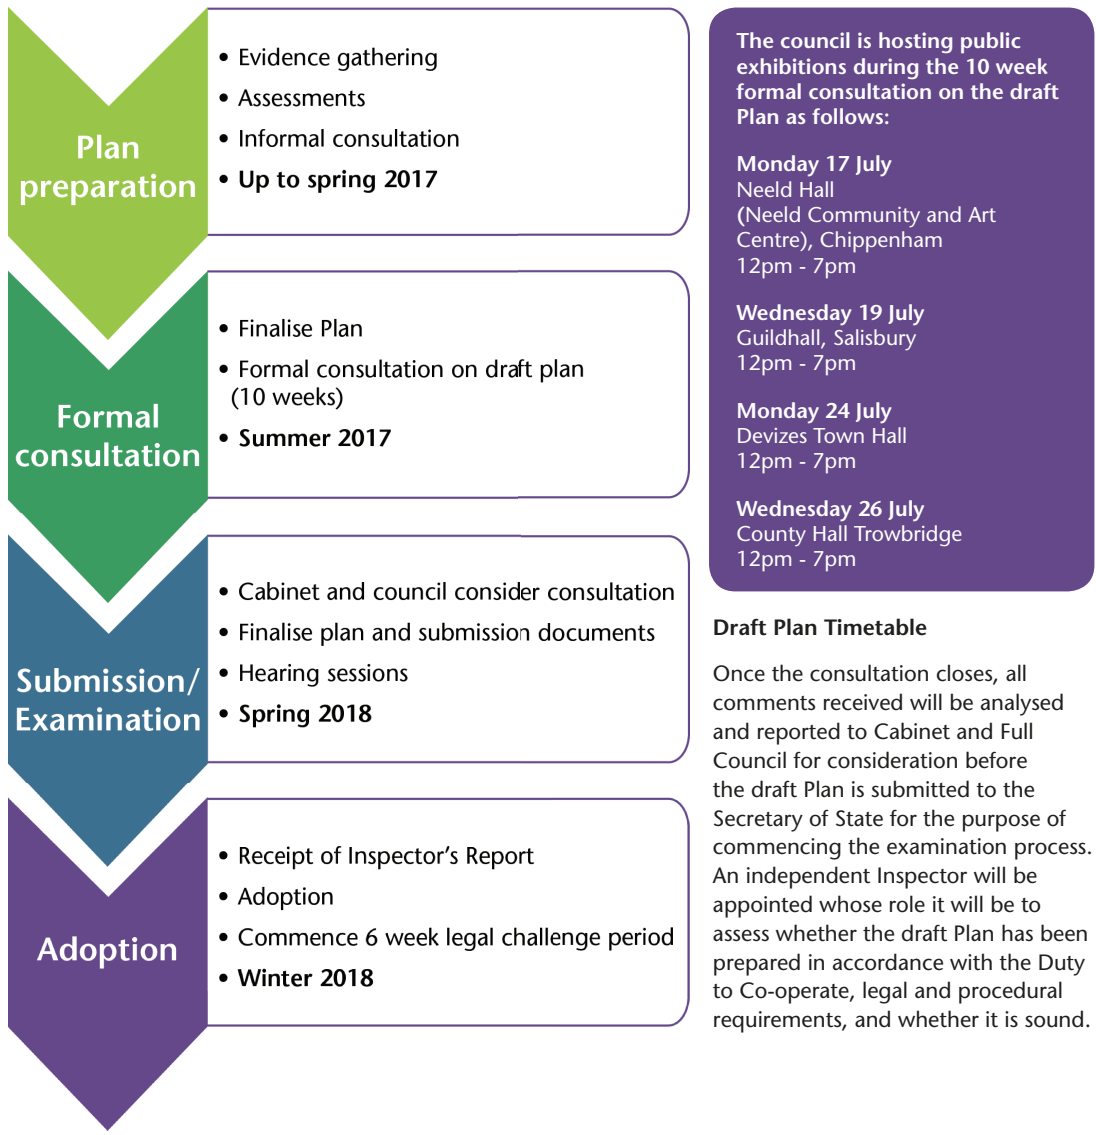 Plan
preparation
• Evidence gathering
• Assessments
• Informal consultation
• Up to spring 2017
Formal
consultation
• Finalise Plan
• Formal consultation on draft plan
(10 weeks)
• Summer 2017
Submission/
Examination
• Cabinet and council consider consultation
• Finalise plan and submission documents
• Hearing sessions
• Spring 2018
Adoption
• Receipt of Inspector’s Report
• Adoption
• Commence 6 week legal challenge period
• Winter 2018
The council is hosting public
exhibitions during the 10 week
formal consultation on the draft
Plan as follows:
Monday 17 July
Neeld Hall
(Neeld Community and Art
Centre), Chippenham
12pm - 7pm
Wednesday 19 July
Guildhall, Salisbury
12pm - 7pm
Monday 24 July
Devizes Town Hall
12pm - 7pm
Wednesday 26 July
County Hall Trowbridge
12pm - 7pm
Draft Plan Timetable
Once the consultation closes, all
comments received will be analysed
and reported to Cabinet and Full
Council for consideration before
the draft Plan is submitted to the
Secretary of State for the purpose of
commencing the examination process.
An independent Inspector will be
appointed whose role it will be to
assess whether the draft Plan has been
prepared in accordance with the Duty
to Co-operate, legal and procedural
requirements, and whether it is sound.